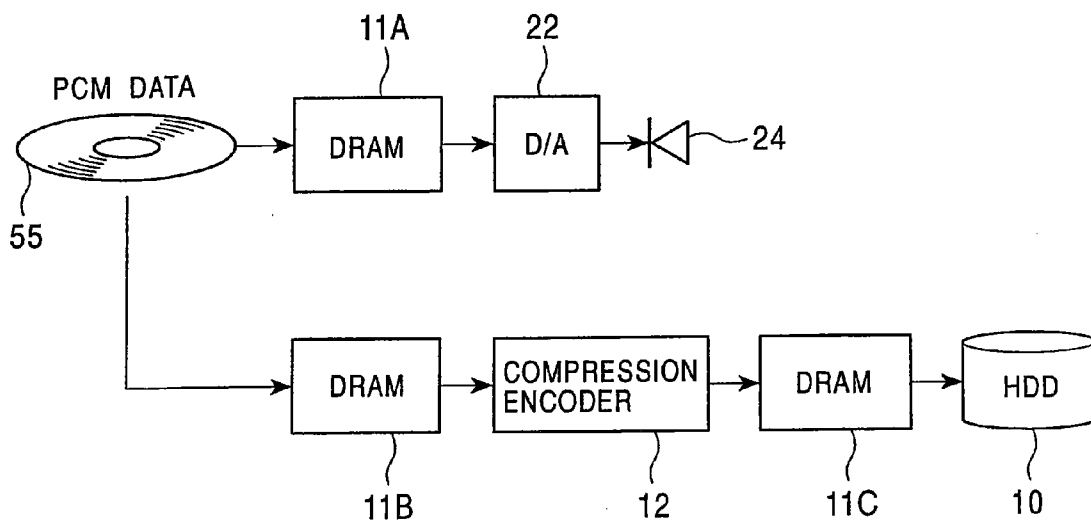 11A
22
PCM DATA
DRAM
D/A
24
55
DRAM
COMPRESSION
ENCODER
DRAM
HDD
11B
12
11C
10